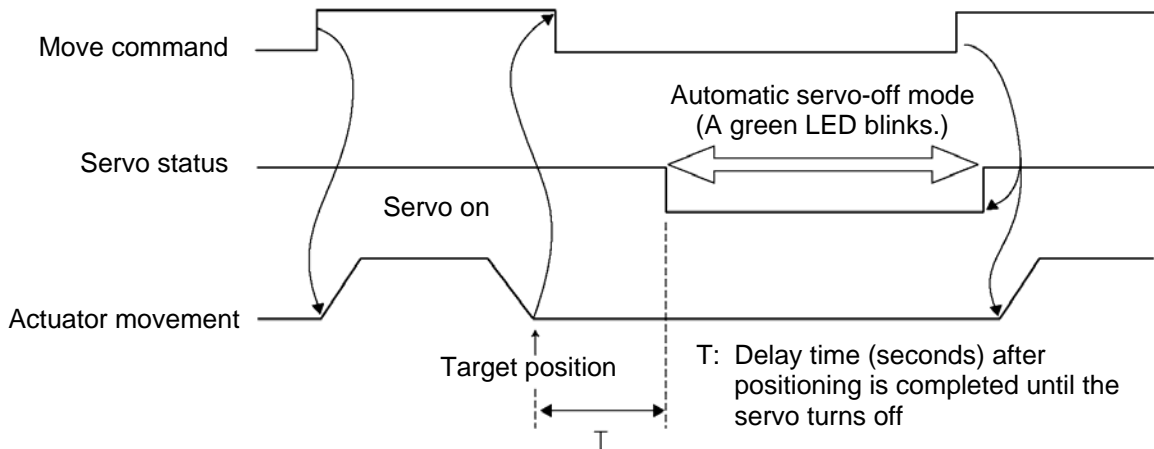 Move command
Automatic servo-off mode
(A green LED blinks.)
Servo status
Servo on
Actuator movement
Target position
T: Delay time (seconds) after
positioning is completed until the
servo turns off
T